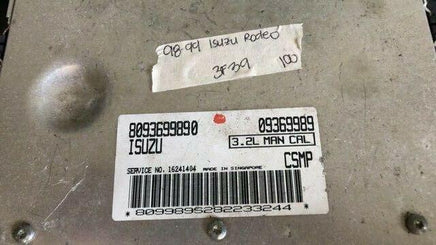 98-99 Isuzu Rodeo
3F39 100
8093699890 09369989
ISUZU 3.2L MAN CAL
CSMP
SERVICE NO. 16241404 MADE IN SINGAPORE
*8099895282233244*